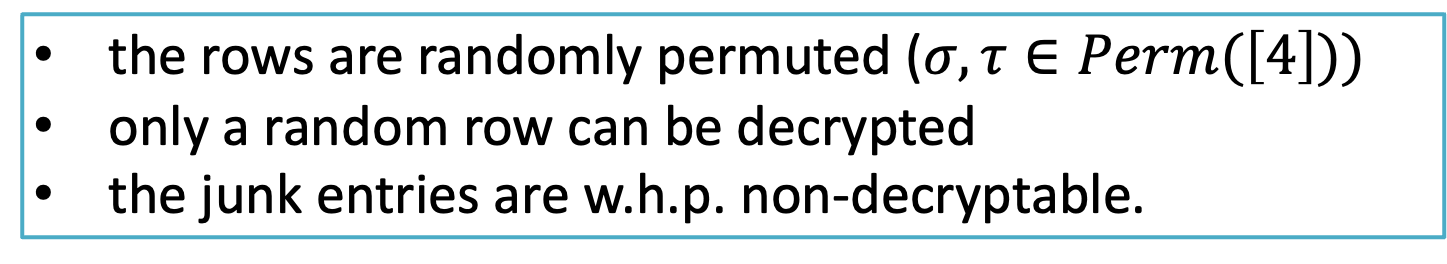 • the rows are randomly permuted (σ, τ ∈ Perm([4]))
• only a random row can be decrypted
• the junk entries are w.h.p. non-decryptable.